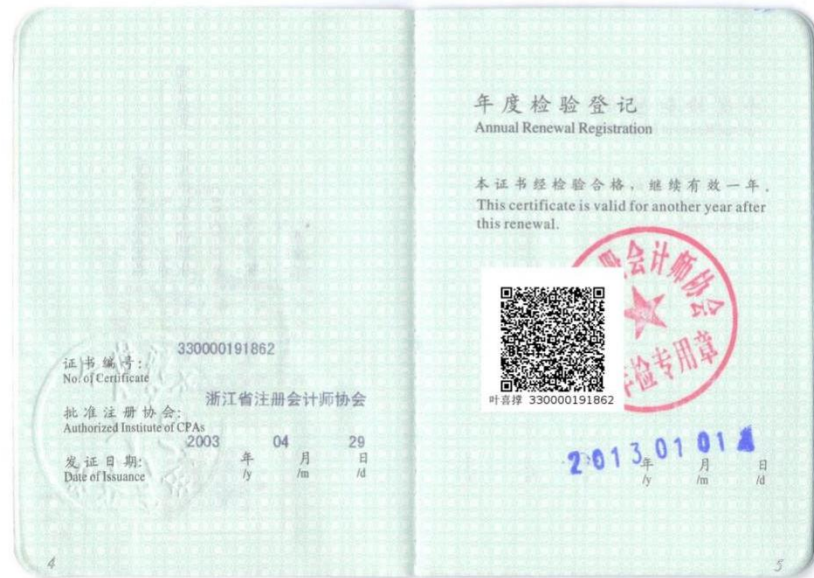 证书编号:
330000191862
No. of Certificate
批准注册协会:
浙江省注册会计师协会
Authorized Institute of CPAs
发证日期:
2003 年 04 月 29 日
Date of Issuance
/y /m /d
4
年度检验登记
Annual Renewal Registration
本证书经检验合格，继续有效一年．
This certificate is valid for another year after
this renewal.
会计师协会
检专用章
叶喜撑 330000191862
2013 01 01
年 月 日
/y /m /d
5